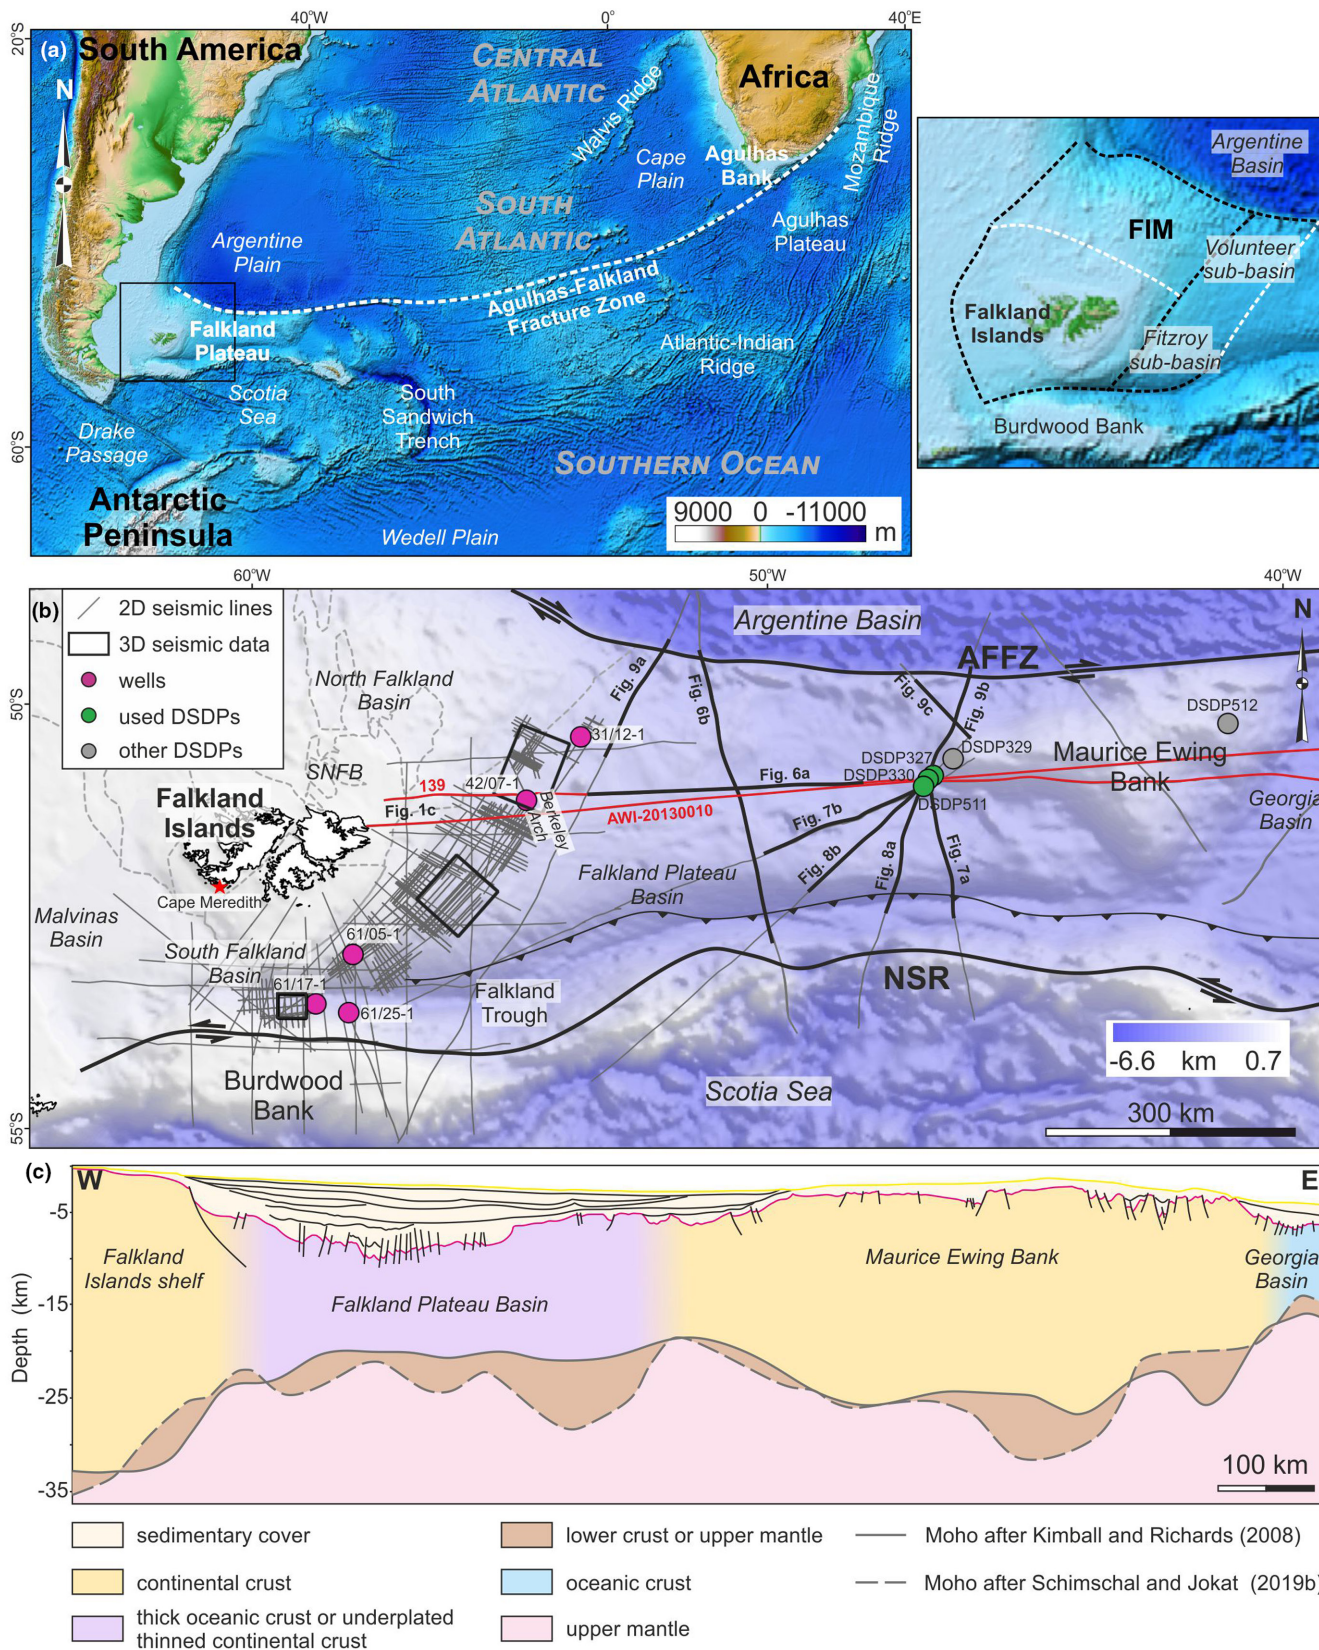 40°W
0°
40°E
20°S
(a)
South America
N
CENTRAL
ATLANTIC
Walvis Ridge
Africa
Mozambique
Ridge
Cape
Plain
Agulhas
Bank
SOUTH
ATLANTIC
Agulhas
Plateau
Argentine
Plain
Agulhas-Falkland
Fracture Zone
Falkland
Plateau
Atlantic-Indian
Ridge
Scotia
Sea
South
Sandwich
Trench
Drake
Passage
60°S
SOUTHERN OCEAN
Antarctic
Peninsula
Wedell Plain
9000 0 -11000
m
Argentine
Basin
FIM
Volunteer
sub-basin
Falkland
Islands
Fitzroy
sub-basin
Burdwood Bank
60°W
50°W
40°W
(b)
2D seismic lines
3D seismic data
wells
used DSDPs
other DSDPs
N
Argentine Basin
AFFZ
50°S
North Falkland
Basin
SNFB
Fig. 9a
Fig. 6b
Fig. 9c
Fig. 9b
DSDP512
31/12-1
DSDP329
DSDP327
DSDP330
DSDP511
Maurice Ewing
Bank
Fig. 6a
42/07-1
139
Fig. 1c
Berkeley
Arch
AWI-20130010
Georgia
Basin
Falkland
Islands
Fig. 7b
Fig. 8b
Fig. 8a
Fig. 7a
Falkland Plateau
Basin
Cape Meredith
Malvinas
Basin
South Falkland
Basin
61/05-1
61/17-1
61/25-1
Falkland
Trough
NSR
Burdwood
Bank
Scotia Sea
-6.6 km 0.7
300 km
55°S
(c)
W
E
-5
-15
-25
-35
Depth (km)
Falkland
Islands shelf
Falkland Plateau Basin
Maurice Ewing Bank
Georgia
Basin
100 km
sedimentary cover
continental crust
thick oceanic crust or underplated
thinned continental crust
lower crust or upper mantle
oceanic crust
upper mantle
Moho after Kimball and Richards (2008)
Moho after Schimschal and Jokat (2019b)